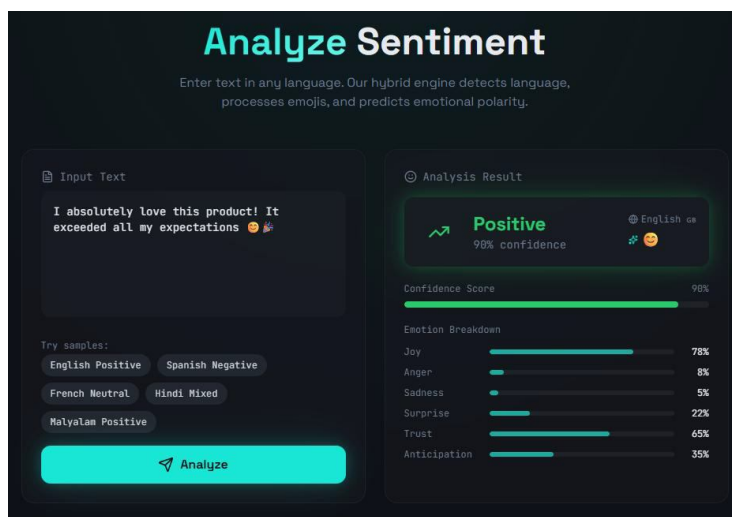 Analyze Sentiment
Enter text in any language. Our hybrid engine detects language,
processes emojis, and predicts emotional polarity.
Input Text
I absolutely love this product! It
exceeded all my expectations 😊🎉
Try samples:
English Positive
Spanish Negative
French Neutral
Hindi Mixed
Malyalam Positive
Analyze
Analysis Result
Positive
90% confidence
English GB
😊
Confidence Score 90%
Emotion Breakdown
Joy 78%
Anger 8%
Sadness 5%
Surprise 22%
Trust 65%
Anticipation 35%